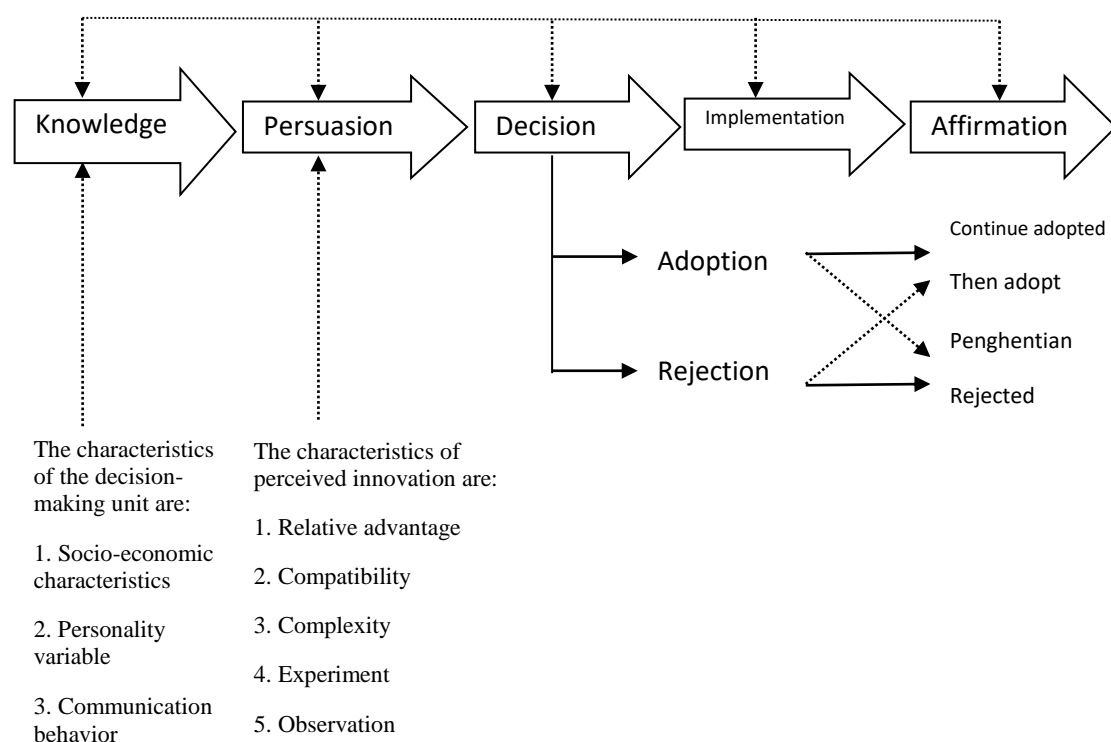 Knowledge
Persuasion
Decision
Implementation
Affirmation
Adoption
Rejection
Continue adopted
Then adopt
Penghentian
Rejected
The characteristics
of the decision-
making unit are:
1. Socio-economic
characteristics
2. Personality
variable
3. Communication
behavior
The characteristics of
perceived innovation are:
1. Relative advantage
2. Compatibility
3. Complexity
4. Experiment
5. Observation